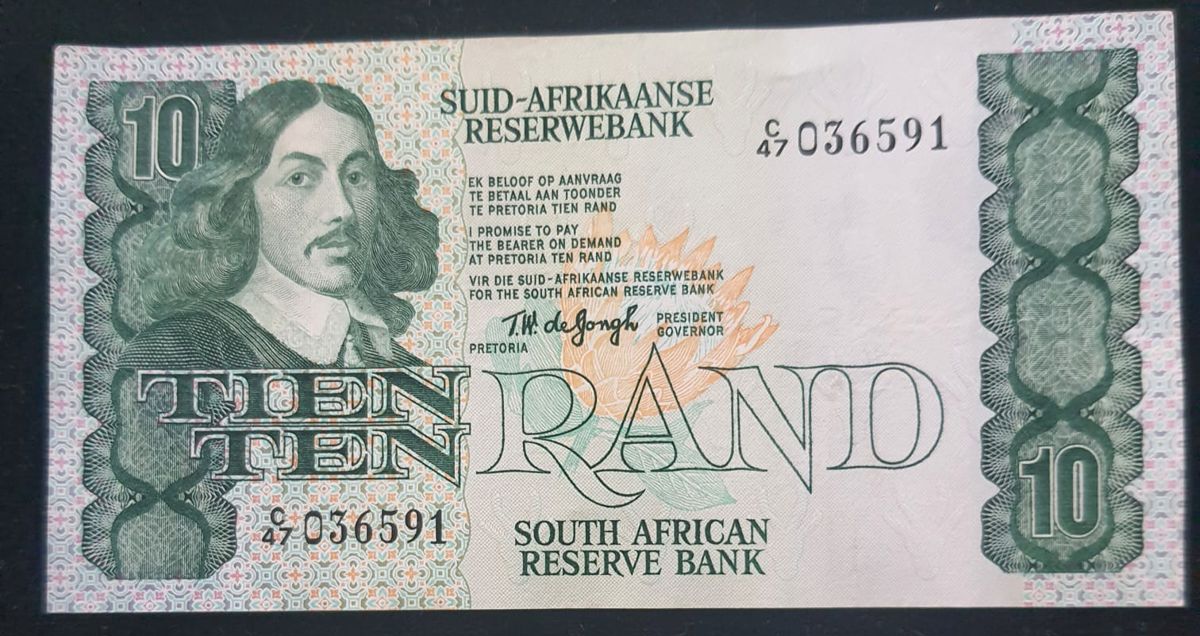 10
SUID-AFRIKAANSE
RESERWEBANK
C/47 036591
EK BELOOF OP AANVRAAG
TE BETAAL AAN TOONDER
TE PRETORIA TIEN RAND
I PROMISE TO PAY
THE BEARER ON DEMAND
AT PRETORIA TEN RAND
VIR DIE SUID-AFRIKAANSE RESERWEBANK
FOR THE SOUTH AFRICAN RESERVE BANK
T.W. de Jongh
PRESIDENT
GOVERNOR
PRETORIA
TIEN
TEN
RAND
10
C/47 036591
SOUTH AFRICAN
RESERVE BANK